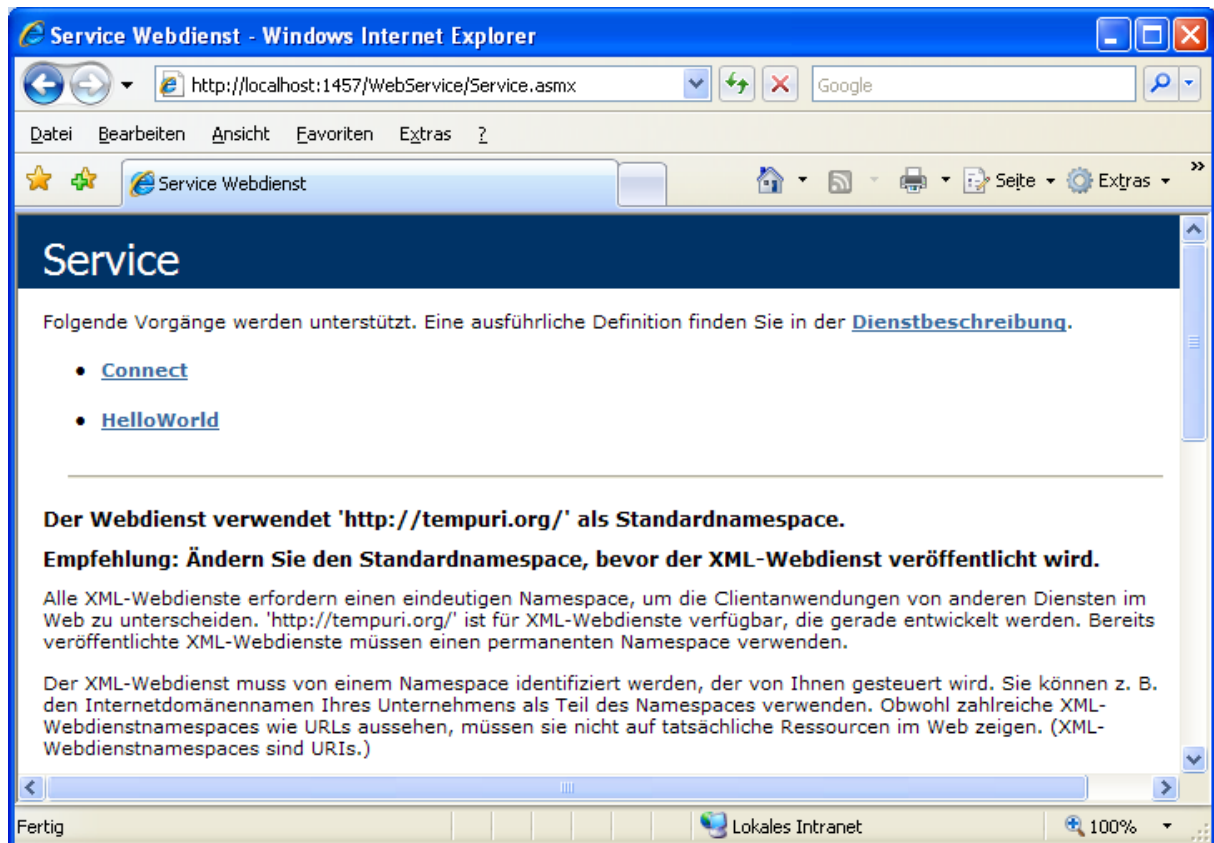 Service Webdienst - Windows Internet Explorer
http://localhost:1457/WebService/Service.asmx
Google
Datei Bearbeiten Ansicht Favoriten Extras ?
Service Webdienst
Seite
Extras
»
Service
Folgende Vorgänge werden unterstützt. Eine ausführliche Definition finden Sie in der Dienstbeschreibung.
• Connect
• HelloWorld
Der Webdienst verwendet 'http://tempuri.org/' als Standardnamespace.
Empfehlung: Ändern Sie den Standardnamespace, bevor der XML-Webdienst veröffentlicht wird.
Alle XML-Webdienste erfordern einen eindeutigen Namespace, um die Clientanwendungen von anderen Diensten im
Web zu unterscheiden. 'http://tempuri.org/' ist für XML-Webdienste verfügbar, die gerade entwickelt werden. Bereits
veröffentlichte XML-Webdienste müssen einen permanenten Namespace verwenden.
Der XML-Webdienst muss von einem Namespace identifiziert werden, der von Ihnen gesteuert wird. Sie können z. B.
den Internetdomänennamen Ihres Unternehmens als Teil des Namespaces verwenden. Obwohl zahlreiche XML-
Webdienstnamespaces wie URLs aussehen, müssen sie nicht auf tatsächliche Ressourcen im Web zeigen. (XML-
Webdienstnamespaces sind URIs.)
Fertig
Lokales Intranet
100%